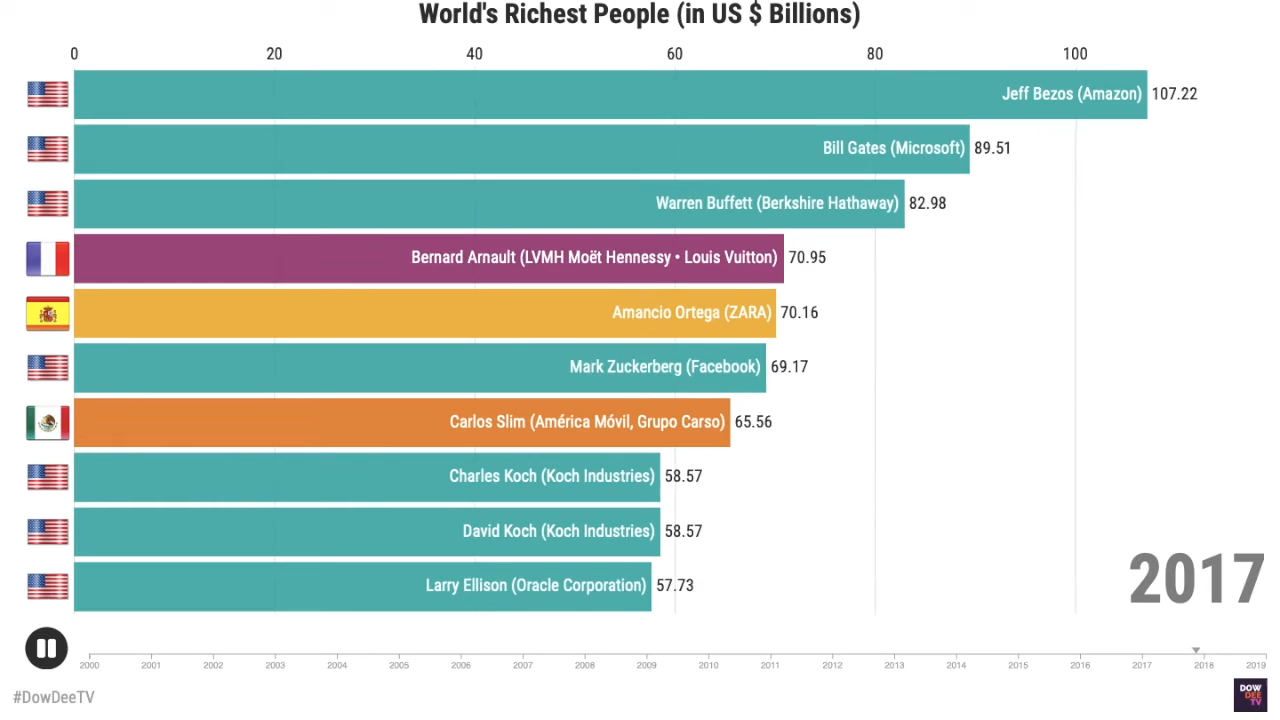 World's Richest People (in US $ Billions)
0 20 40 60 80 100
Jeff Bezos (Amazon) 107.22
Bill Gates (Microsoft) 89.51
Warren Buffett (Berkshire Hathaway) 82.98
Bernard Arnault (LVMH Moët Hennessy • Louis Vuitton) 70.95
Amancio Ortega (ZARA) 70.16
Mark Zuckerberg (Facebook) 69.17
Carlos Slim (América Móvil, Grupo Carso) 65.56
Charles Koch (Koch Industries) 58.57
David Koch (Koch Industries) 58.57
Larry Ellison (Oracle Corporation) 57.73
2017
2000 2001 2002 2003 2004 2005 2006 2007 2008 2009 2010 2011 2012 2013 2014 2015 2016 2017 2018 2019
#DowDeeTV
DOW
DEE
TV